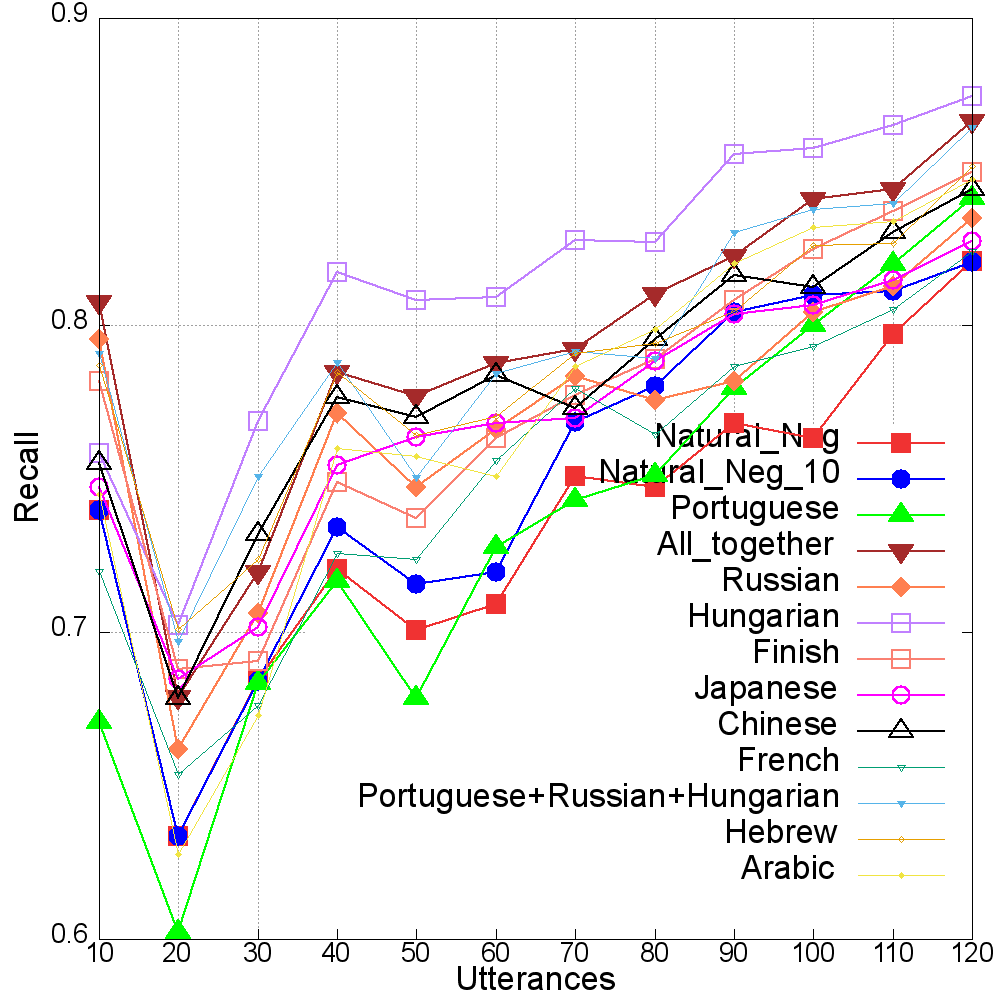 0.9
0.8
0.7
0.6
Recall
Natural_Neg
Natural_Neg_10
Portuguese
All_together
Russian
Hungarian
Finish
Japanese
Chinese
French
Portuguese+Russian+Hungarian
Hebrew
Arabic
10 20 30 40 50 60 70 80 90 100 110 120
Utterances